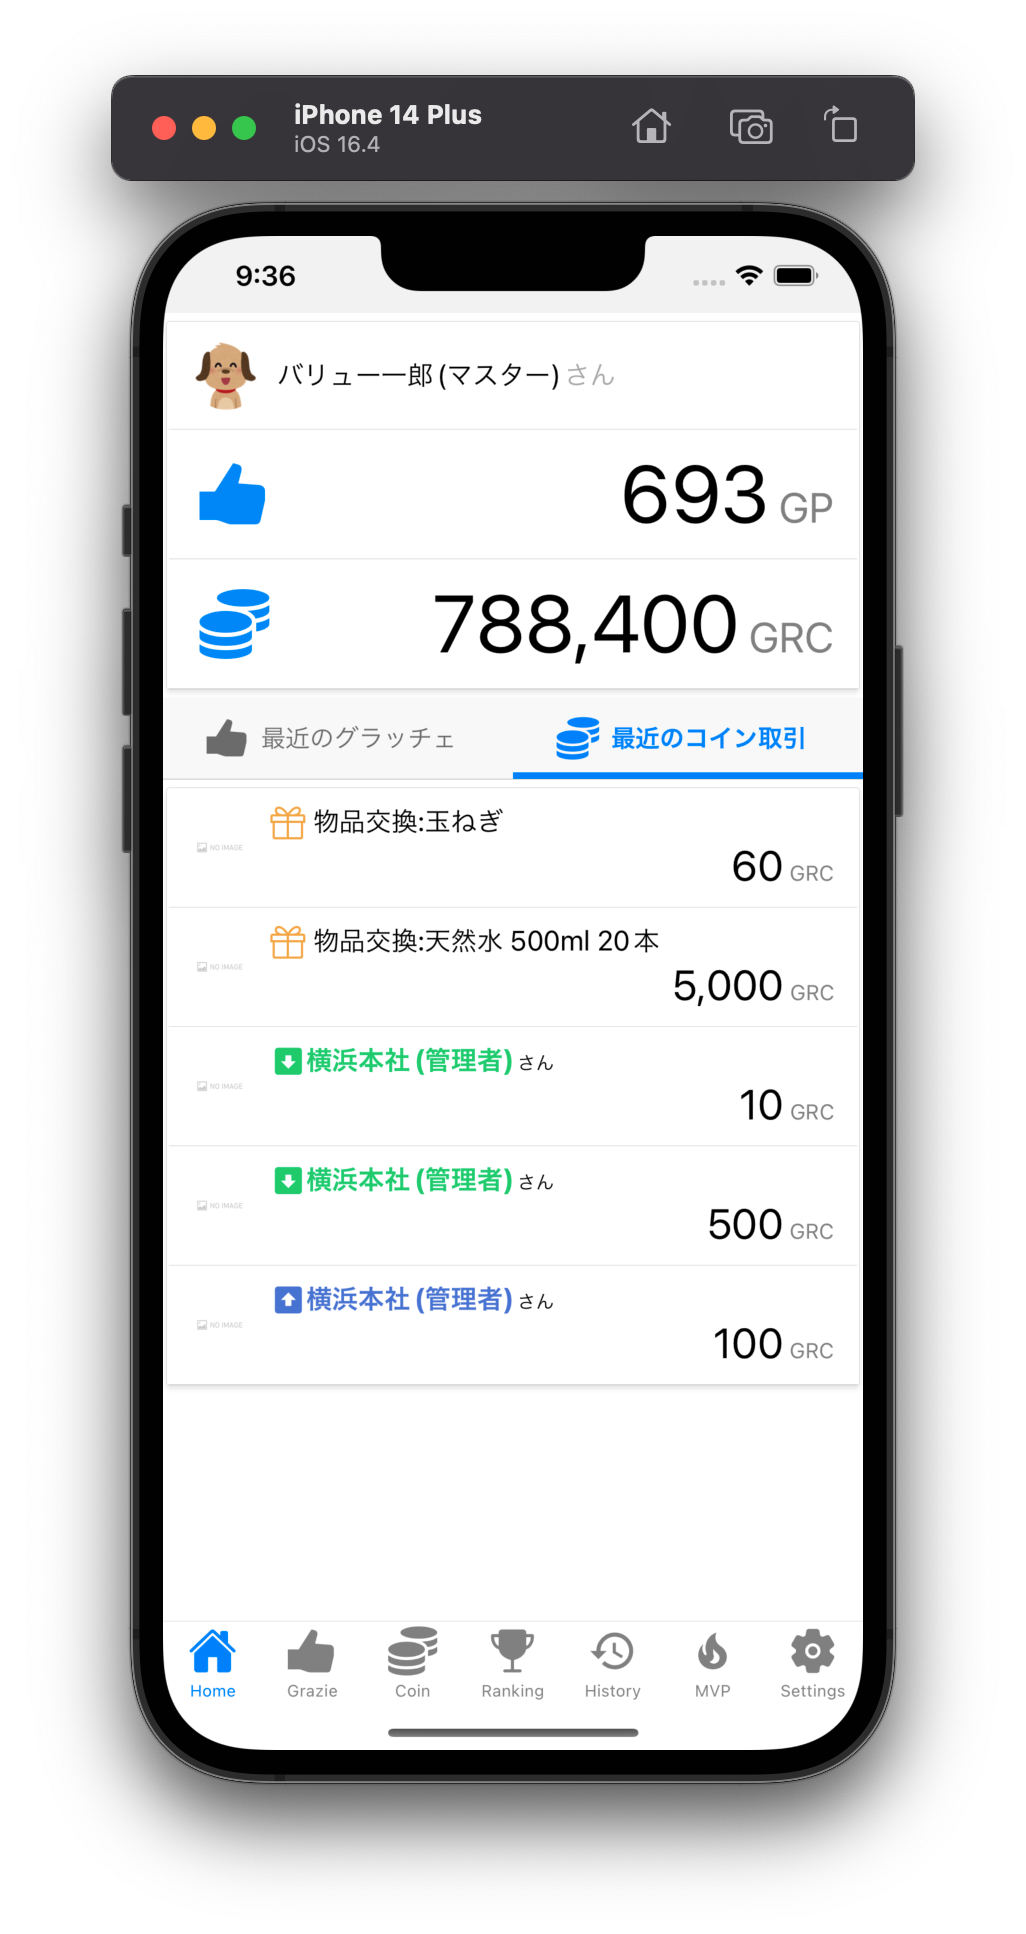 iPhone 14 Plus
iOS 16.4
9:36
バリュー一郎(マスター)さん
693 GP
788,400 GRC
最近のグラッチェ
最近のコイン取引
NO IMAGE
物品交換:玉ねぎ
60 GRC
NO IMAGE
物品交換:天然水 500ml 20本
5,000 GRC
NO IMAGE
横浜本社(管理者)さん
10 GRC
NO IMAGE
横浜本社(管理者)さん
500 GRC
NO IMAGE
横浜本社(管理者)さん
100 GRC
Home Grazie Coin Ranking History MVP Settings